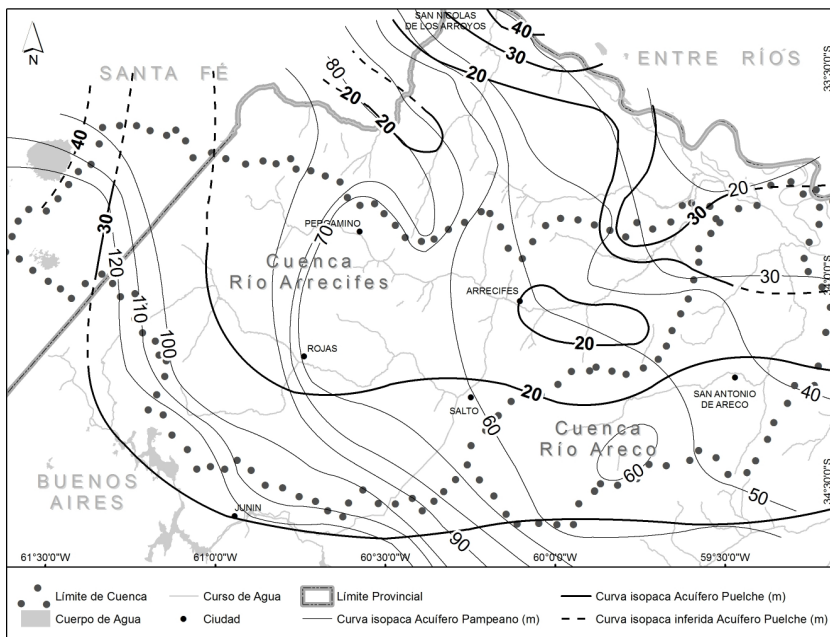 SAN NICOLAS
DE LOS ARROYOS
40
30
20
ENTRE RÍOS
33°30'0"S
N
SANTA FÉ
80
20
20
40
20
30
30
120
110
100
PERGAMINO
70
Cuenca
Río Arrecifes
ARRECIFES
30
34°0'0"S
20
ROJAS
20
SALTO
60
SAN ANTONIO
DE ARECO
40
Cuenca
Río Areco
60
50
BUENOS
AIRES
JUNIN
90
34°30'0"S
61°30'0"W
61°0'0"W
60°30'0"W
60°0'0"W
59°30'0"W
Límite de Cuenca
Curso de Agua
Límite Provincial
Curva isopaca Acuífero Puelche (m)
Cuerpo de Agua
Ciudad
Curva isopaca Acuífero Pampeano (m)
Curva isopaca inferida Acuífero Puelche (m)